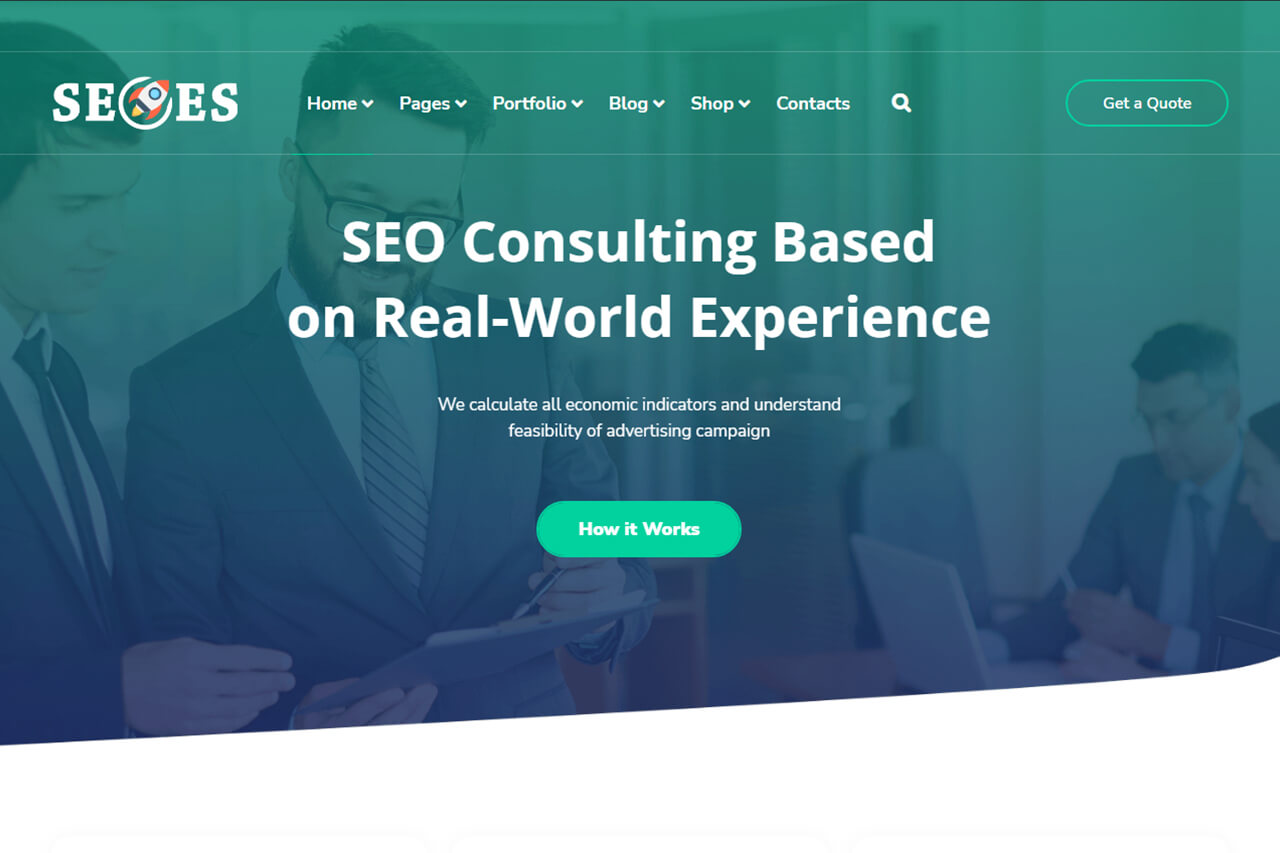 SEOES
Home Pages Portfolio Blog Shop Contacts
Get a Quote
SEO Consulting Based
on Real-World Experience
We calculate all economic indicators and understand
feasibility of advertising campaign
How it Works